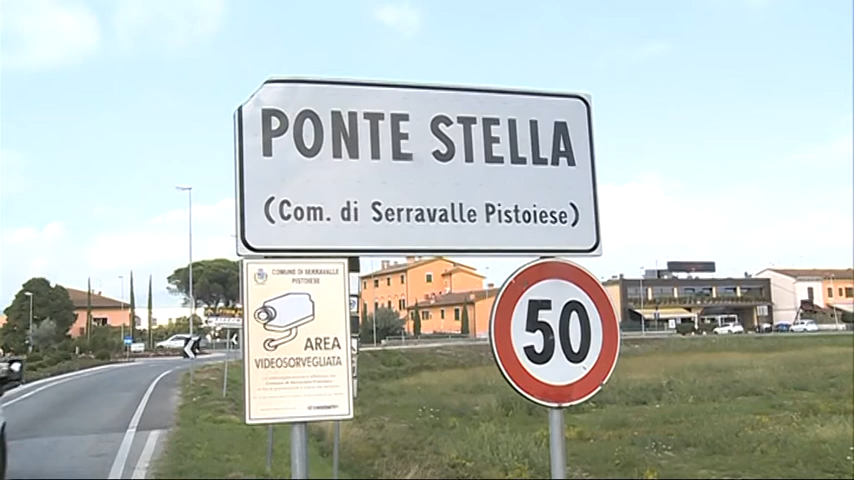 PONTE STELLA
(Com. di Serravalle Pistoiese)
COMUNE DI SERRAVALLE
PISTOIESE
AREA
VIDEOSORVEGLIATA
50